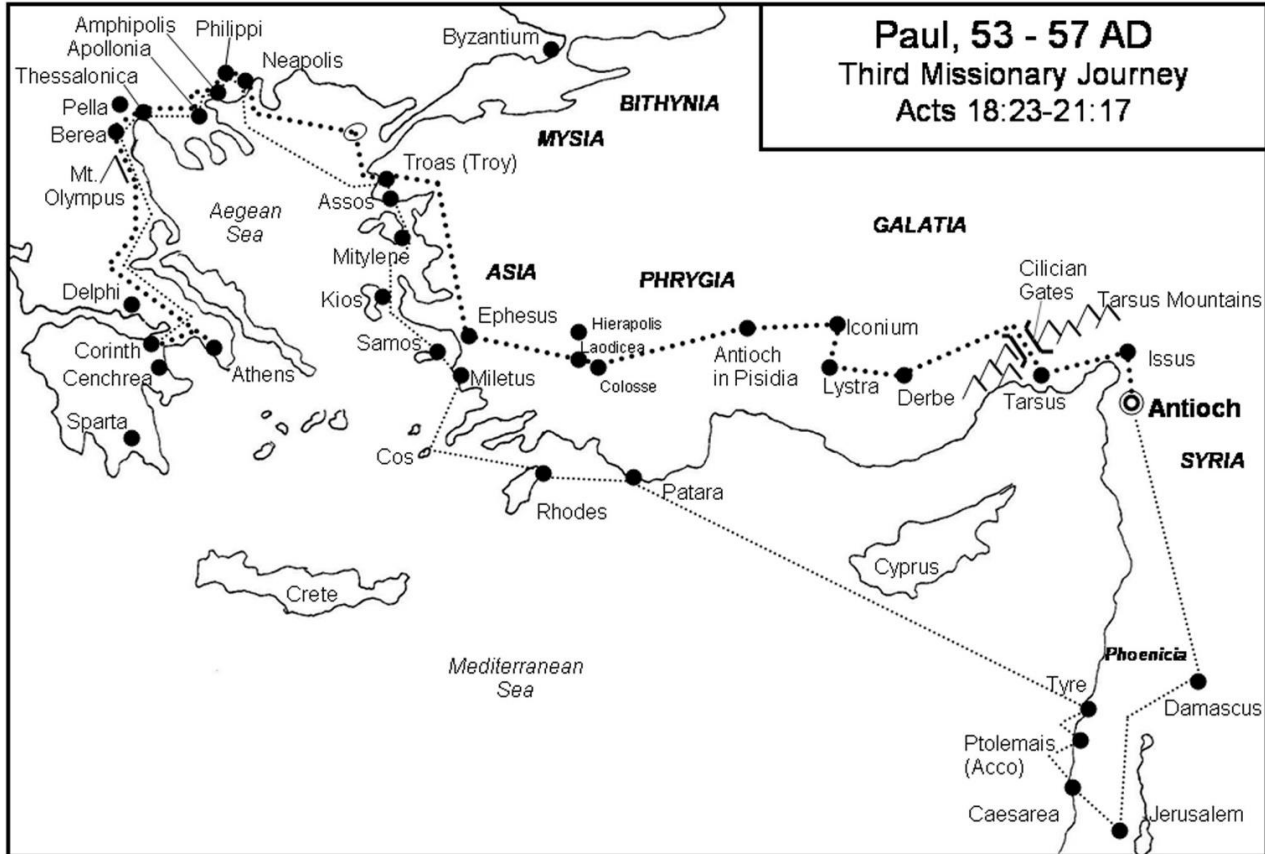 Paul, 53 - 57 AD
Third Missionary Journey
Acts 18:23-21:17
Amphipolis
Philippi
Byzantium
Apollonia
Neapolis
Thessalonica
Pella
BITHYNIA
Berea
MYSIA
Mt.
Olympus
Troas (Troy)
Assos
Aegean
Sea
GALATIA
Mitylene
ASIA
PHRYGIA
Cilician
Gates
Tarsus Mountains
Delphi
Kios
Ephesus
Hierapolis
Iconium
Corinth
Samos
Laodicea
Antioch
in Pisidia
Issus
Cenchrea
Athens
Miletus
Colosse
Lystra
Derbe
Tarsus
Antioch
Sparta
Cos
SYRIA
Rhodes
Patara
Crete
Cyprus
Mediterranean
Sea
Phoenicia
Tyre
Damascus
Ptolemais
(Acco)
Caesarea
Jerusalem